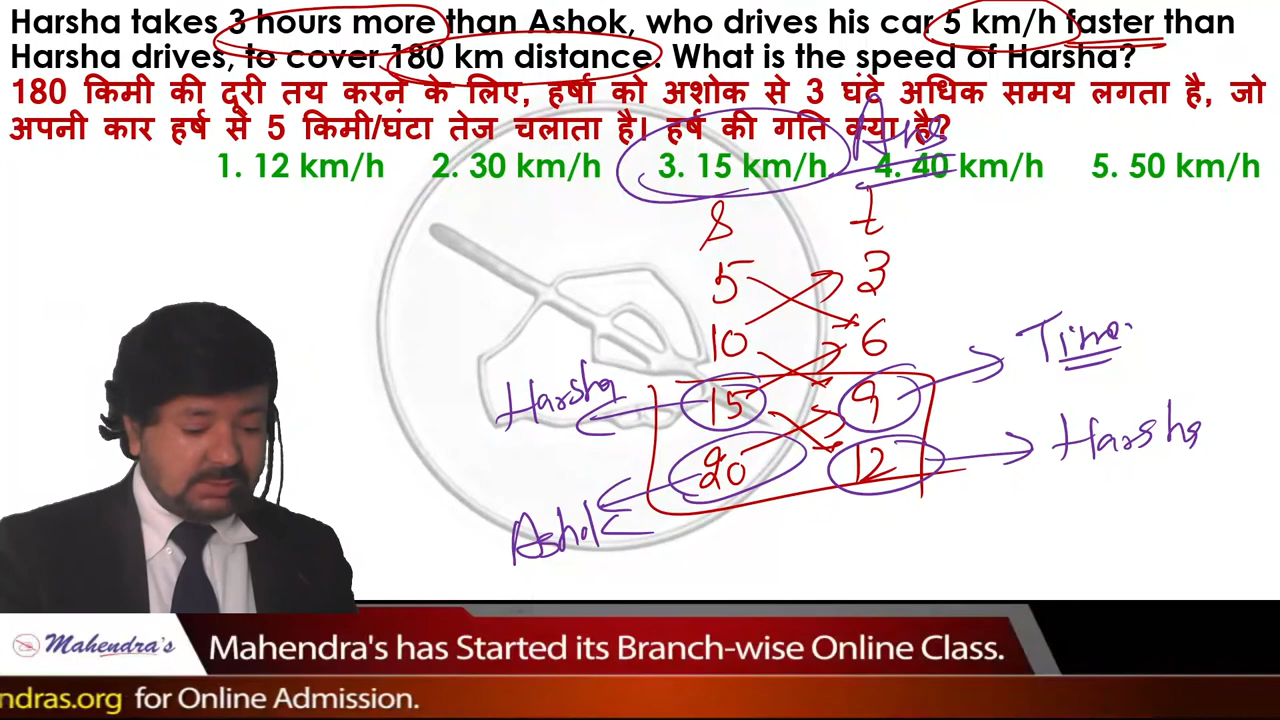 Harsha takes 3 hours more than Ashok, who drives his car 5 km/h faster than
Harsha drives, to cover 180 km distance. What is the speed of Harsha?
180 किमी की दूरी तय करने के लिए, हर्षा को अशोक से 3 घंटे अधिक समय लगता है, जो
अपनी कार हर्ष से 5 किमी/घंटा तेज चलाता है। हर्ष की गति क्या है?
Ans
1. 12 km/h 2. 30 km/h 3. 15 km/h 4. 40 km/h 5. 50 km/h
s t
5 3
10 6 Time
Harsha 15 9
20 12 Harsha
Ashok
Mahendra's Mahendra's has Started its Branch-wise Online Class.
ndras.org for Online Admission.